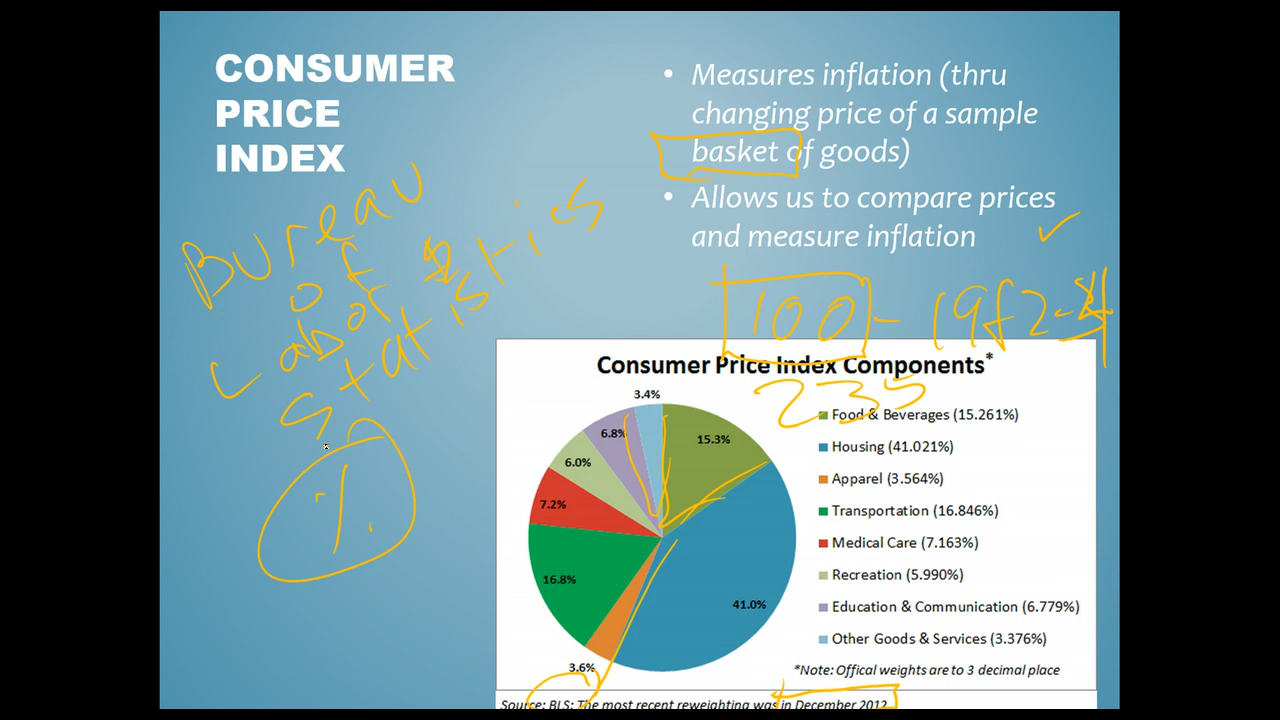 CONSUMER
PRICE
INDEX
• Measures inflation (thru
changing price of a sample
basket of goods)
• Allows us to compare prices
and measure inflation
Bureau
of
Labor
Statistics
%
100 -
235
Consumer Price Index Components*
3.4%
15.3%
6.8%
6.0%
7.2%
16.8%
41.0%
3.6%
Food & Beverages (15.261%)
Housing (41.021%)
Apparel (3.564%)
Transportation (16.846%)
Medical Care (7.163%)
Recreation (5.990%)
Education & Communication (6.779%)
Other Goods & Services (3.376%)
*Note: Offical weights are to 3 decimal place
Source: BLS: The most recent reweighting was in December 2012